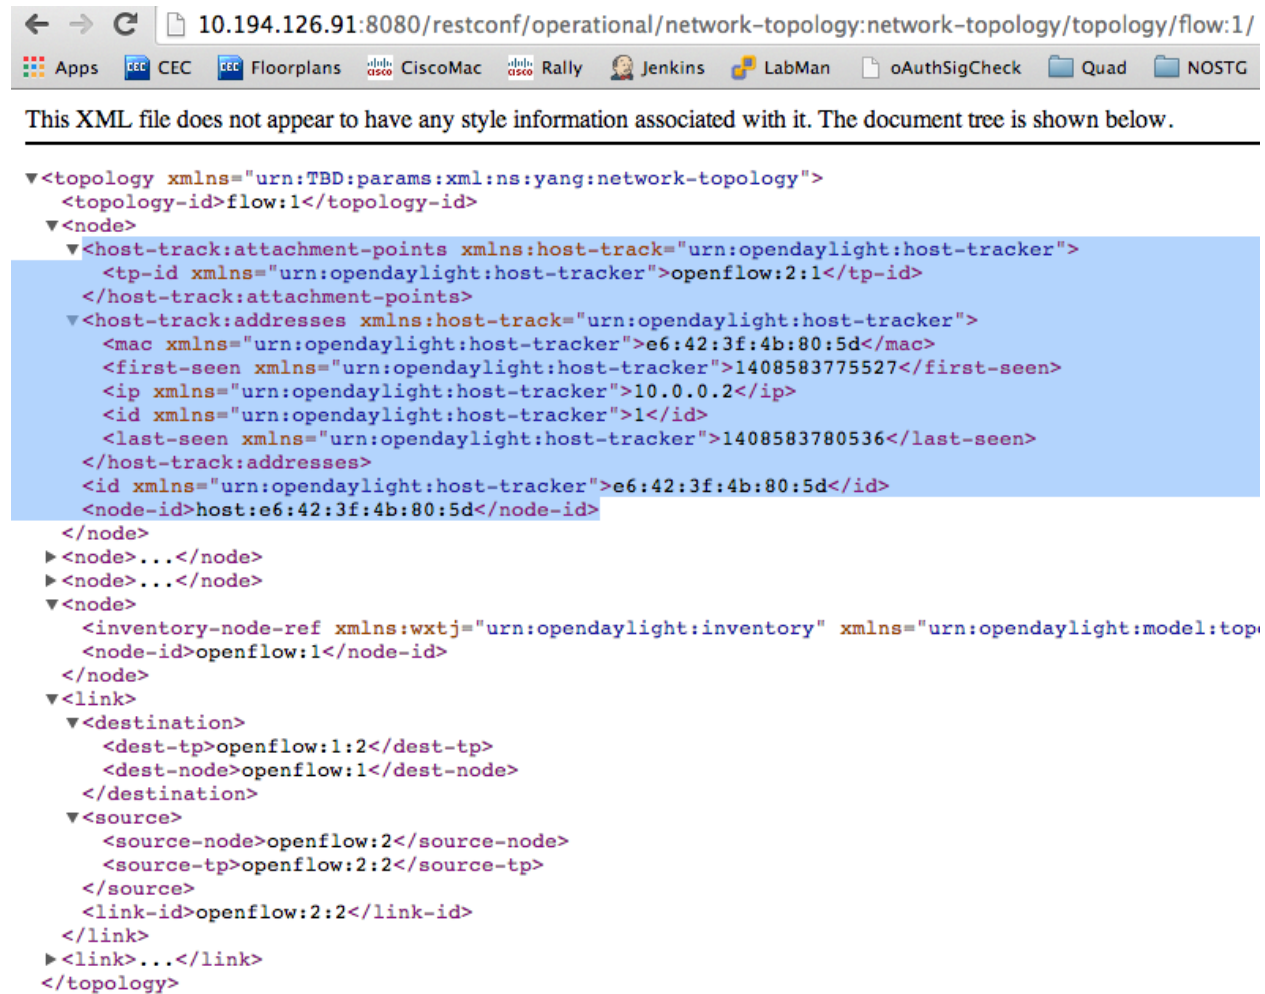 10.194.126.91:8080/restconf/operational/network-topology:network-topology/topology/flow:1/
Apps CEC CEC CEC Floorplans cisco CiscoMac cisco Rally Jenkins LabMan oAuthSigCheck Quad NOSTG
This XML file does not appear to have any style information associated with it. The document tree is shown below.
▼<topology xmlns="urn:TBD:params:xml:ns:yang:network-topology">
<topology-id>flow:1</topology-id>
▼<node>
▼<host-track:attachment-points xmlns:host-track="urn:opendaylight:host-tracker">
<tp-id xmlns="urn:opendaylight:host-tracker">openflow:2:1</tp-id>
</host-track:attachment-points>
▼<host-track:addresses xmlns:host-track="urn:opendaylight:host-tracker">
<mac xmlns="urn:opendaylight:host-tracker">e6:42:3f:4b:80:5d</mac>
<first-seen xmlns="urn:opendaylight:host-tracker">1408583775527</first-seen>
<ip xmlns="urn:opendaylight:host-tracker">10.0.0.2</ip>
<id xmlns="urn:opendaylight:host-tracker">1</id>
<last-seen xmlns="urn:opendaylight:host-tracker">1408583780536</last-seen>
</host-track:addresses>
<id xmlns="urn:opendaylight:host-tracker">e6:42:3f:4b:80:5d</id>
<node-id>host:e6:42:3f:4b:80:5d</node-id>
</node>
▶<node>...</node>
▶<node>...</node>
▼<node>
<inventory-node-ref xmlns:wxtj="urn:opendaylight:inventory" xmlns="urn:opendaylight:model:topo
<node-id>openflow:1</node-id>
</node>
▼<link>
▼<destination>
<dest-tp>openflow:1:2</dest-tp>
<dest-node>openflow:1</dest-node>
</destination>
▼<source>
<source-node>openflow:2</source-node>
<source-tp>openflow:2:2</source-tp>
</source>
<link-id>openflow:2:2</link-id>
</link>
▶<link>...</link>
</topology>